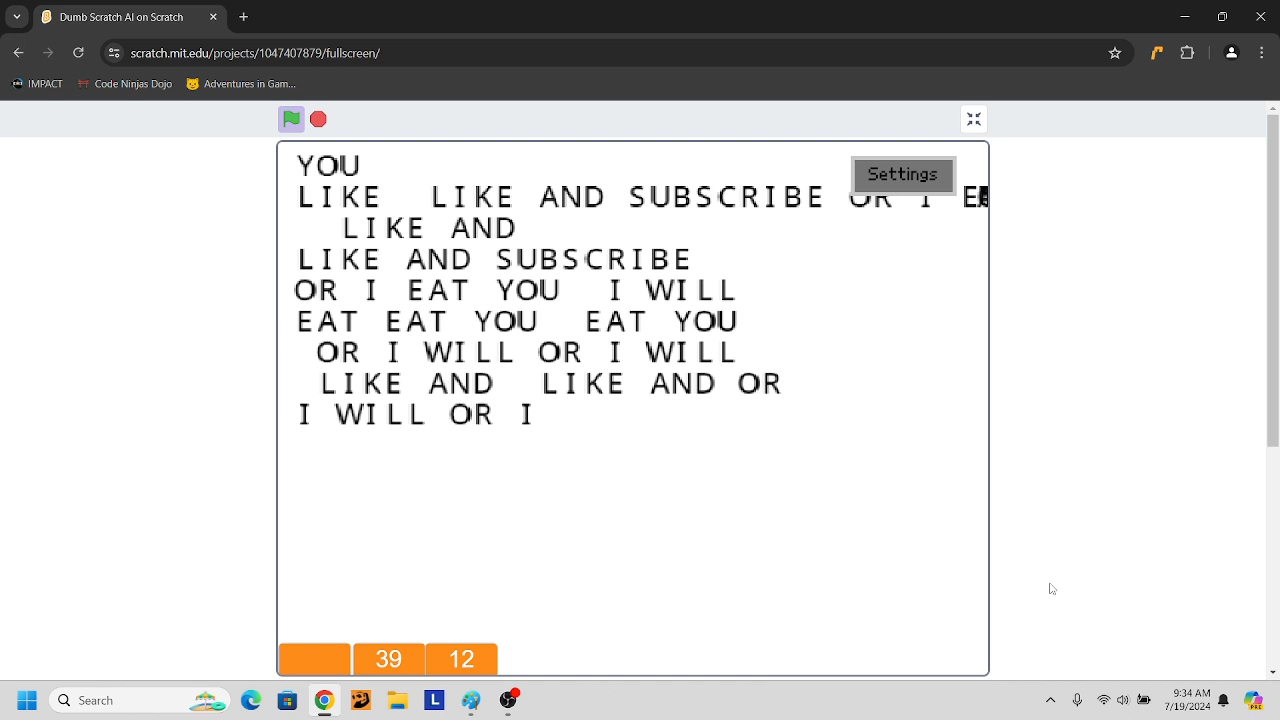 Dumb Scratch AI on Scratch
scratch.mit.edu/projects/1047407879/fullscreen/
IMPACT Code Ninjas Dojo Adventures in Gam...
YOU
Settings
LIKE LIKE AND SUBSCRIBE OR I
LIKE AND
LIKE AND SUBSCRIBE
OR I EAT YOU I WILL
EAT EAT YOU EAT YOU
OR I WILL OR I WILL
LIKE AND LIKE AND OR
I WILL OR I
39 12
Search
L
9:34 AM
7/19/2024